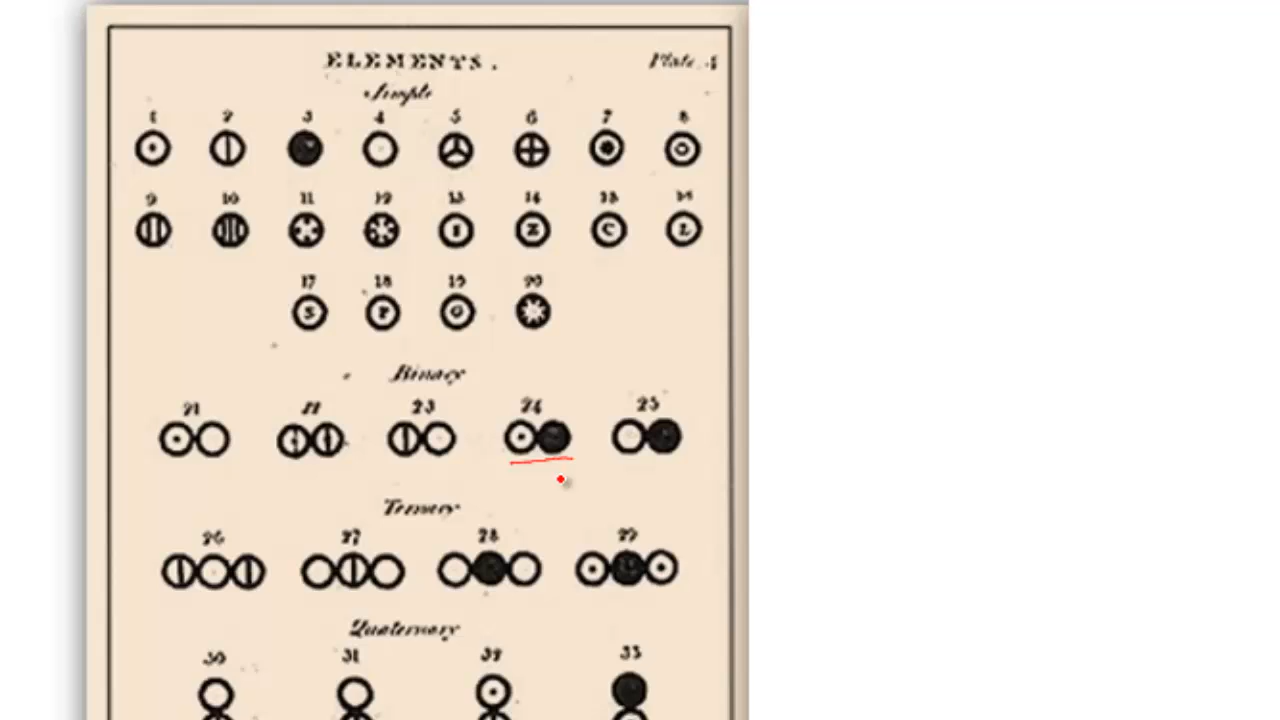 ELEMENTS. Plate 4
Simple
1 2 3 4 5 6 7 8
9 10 11 12 13 14 15 16
I Z C L
17 18 19 20
S P G
Binary
21 22 23 24 25
Ternary
26 27 28 29
Quaternary
30 31 32 33